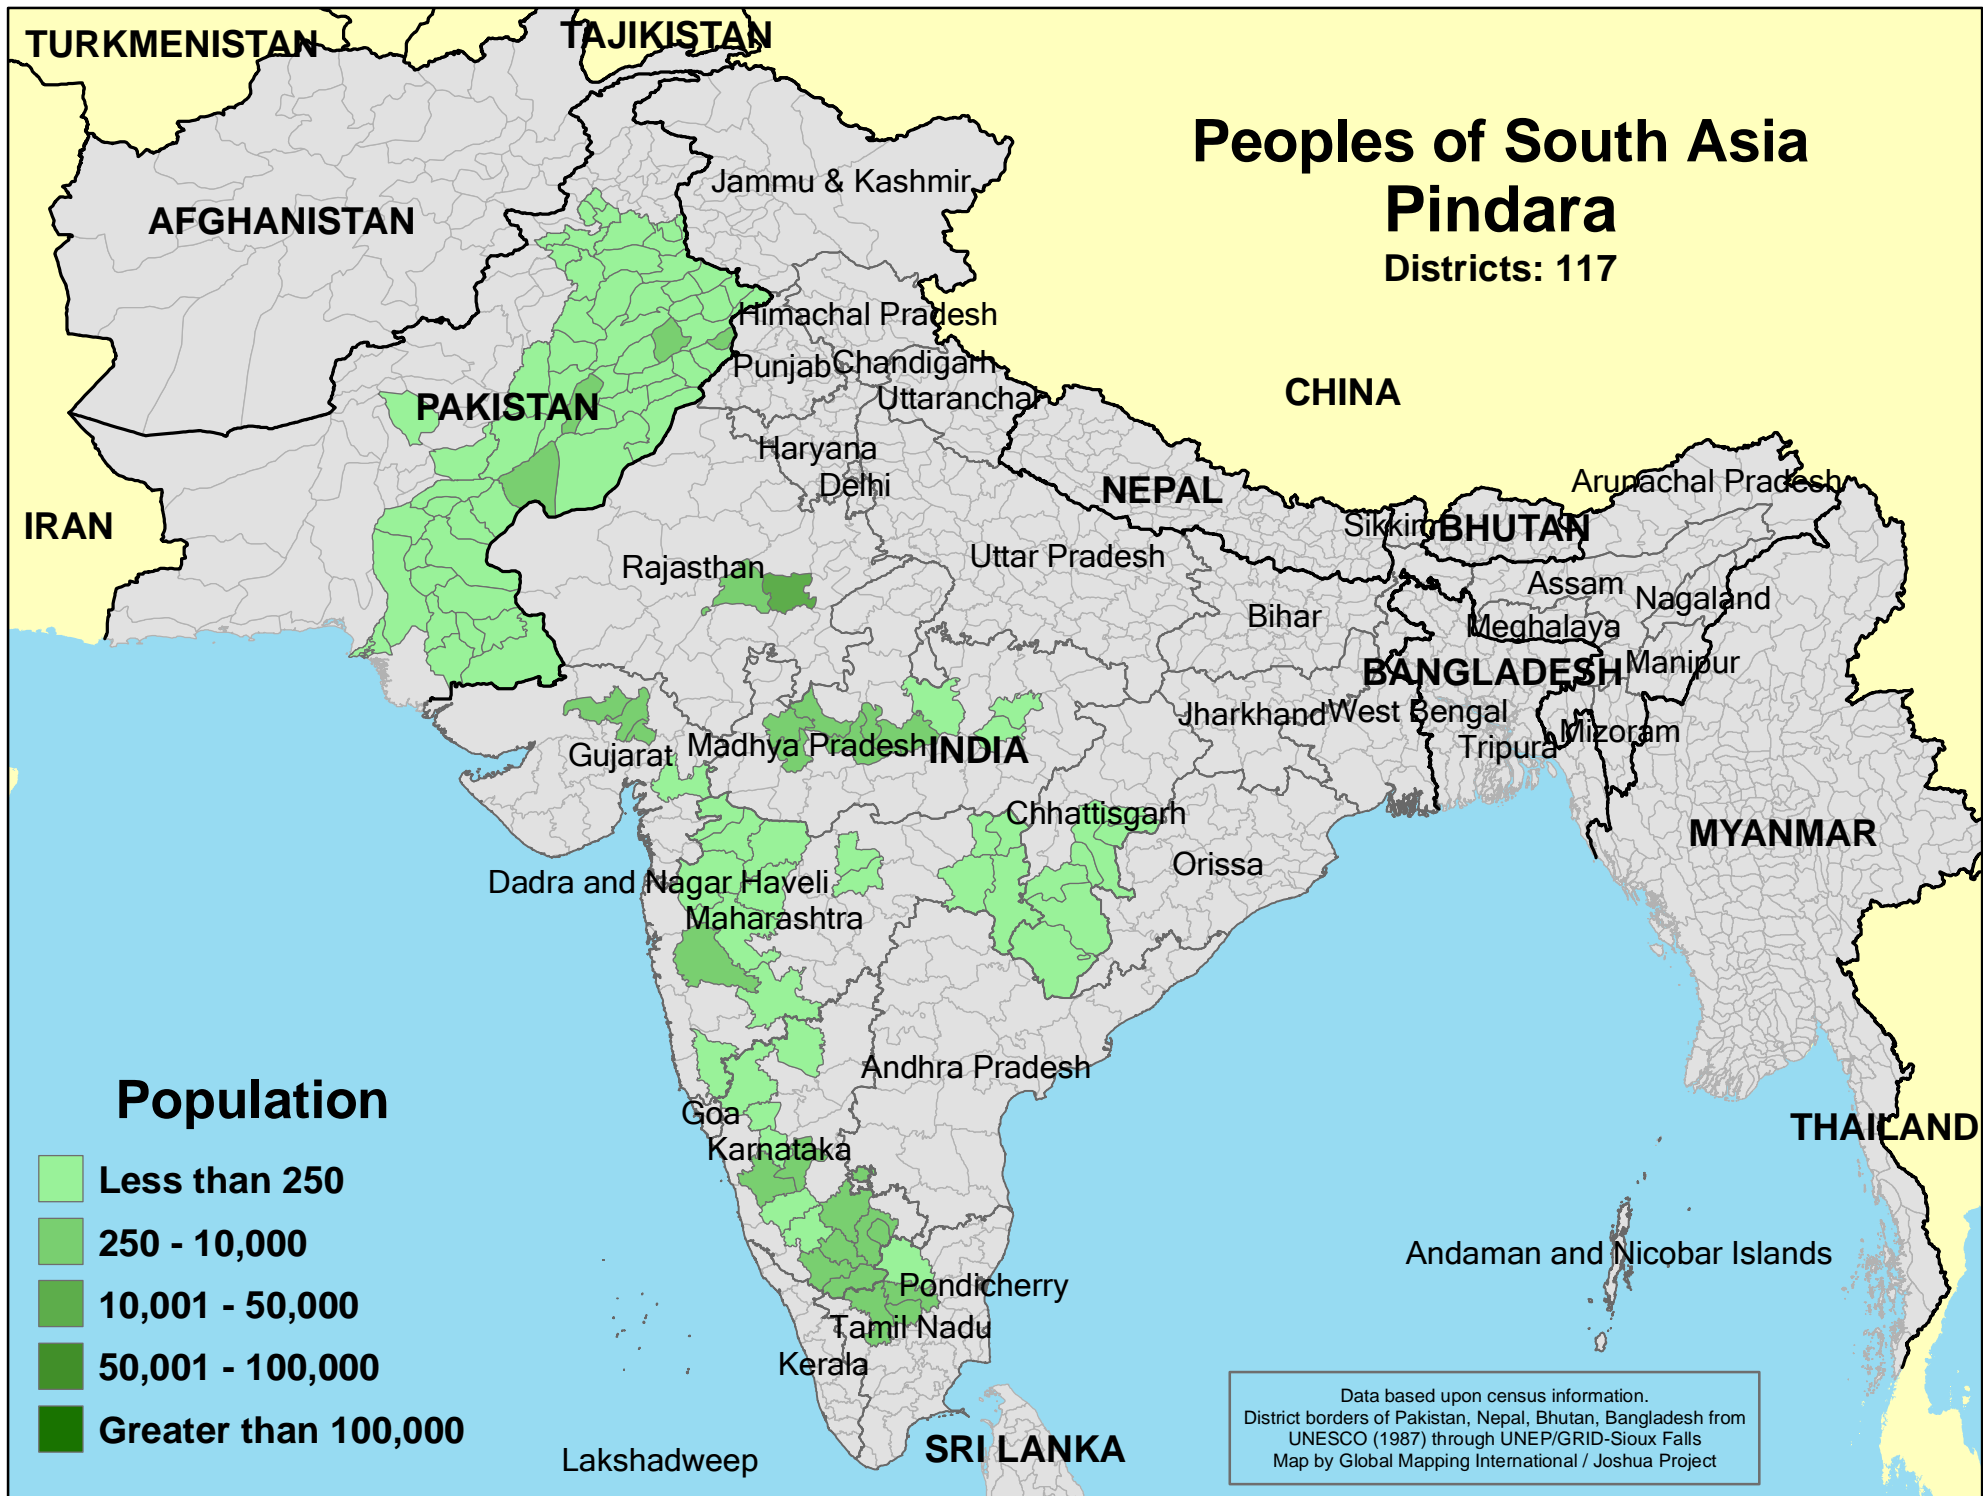 Peoples of South Asia
Pindara
Districts: 117
TURKMENISTAN
TAJIKISTAN
AFGHANISTAN
Jammu & Kashmir
Himachal Pradesh
Punjab
Chandigarh
Uttaranchal
CHINA
PAKISTAN
Haryana
Delhi
NEPAL
Arunachal Pradesh
IRAN
Sikkim
BHUTAN
Rajasthan
Uttar Pradesh
Assam
Nagaland
Bihar
Meghalaya
BANGLADESH
Manipur
Jharkhand
West Bengal
Gujarat
Madhya Pradesh
INDIA
Tripura
Mizoram
Chhattisgarh
MYANMAR
Orissa
Dadra and Nagar Haveli
Maharashtra
Andhra Pradesh
Goa
THAILAND
Karnataka
Andaman and Nicobar Islands
Pondicherry
Tamil Nadu
Kerala
SRI LANKA
Lakshadweep
Population
Less than 250
250 - 10,000
10,001 - 50,000
50,001 - 100,000
Greater than 100,000
Data based upon census information.
District borders of Pakistan, Nepal, Bhutan, Bangladesh from
UNESCO (1987) through UNEP/GRID-Sioux Falls
Map by Global Mapping International / Joshua Project